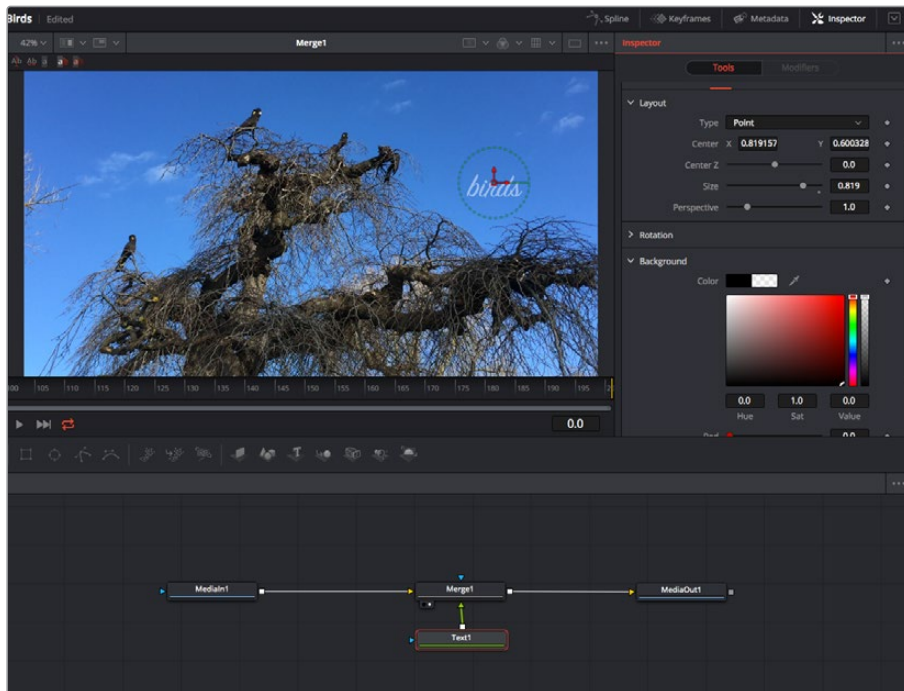 Birds Edited Spline Keyframes Metadata Inspector
42% Merge1 Inspector
Tools Modifiers
Layout
Type Point
Center X 0.819157 Y 0.600328
Center Z 0.0
Size 0.819
Perspective 1.0
Rotation
Background
Color
birds
100 105 110 115 120 125 130 135 140 145 150 155 160 165 170 175 180 185 190 195
0.0 1.0 0.0
Hue Sat Value
0.0
MediaIn1 Merge1 MediaOut1
Text1